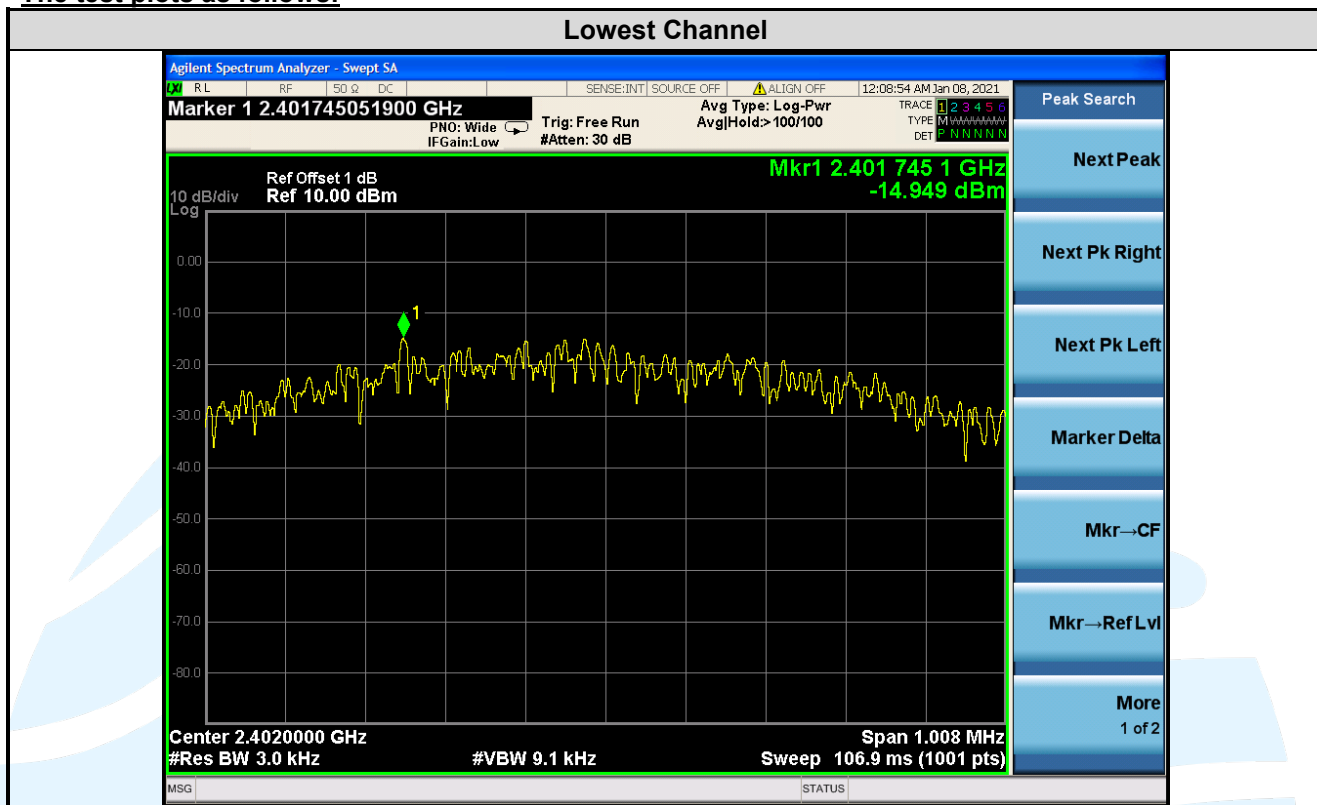 The test plots as follows:
Lowest Channel
Agilent Spectrum Analyzer - Swept SA
LXI RL RF 50 Ω DC SENSE:INT SOURCE OFF ALIGN OFF 12:08:54 AM Jan 08, 2021
Marker 1 2.401745051900 GHz
PNO: Wide
IFGain:Low
Trig: Free Run
#Atten: 30 dB
Avg Type: Log-Pwr
Avg|Hold:>100/100
TRACE 1 2 3 4 5 6
TYPE M WWWWW
DET P N N N N N
Peak Search
Next Peak
Next Pk Right
Next Pk Left
Marker Delta
Mkr→CF
Mkr→Ref Lvl
More
1 of 2
Mkr1 2.401 745 1 GHz
-14.949 dBm
Ref Offset 1 dB
10 dB/div Ref 10.00 dBm
Log
0.00
1
-10.0
-20.0
-30.0
-40.0
-50.0
-60.0
-70.0
-80.0
Center 2.4020000 GHz Span 1.008 MHz
#Res BW 3.0 kHz #VBW 9.1 kHz Sweep 106.9 ms (1001 pts)
MSG STATUS